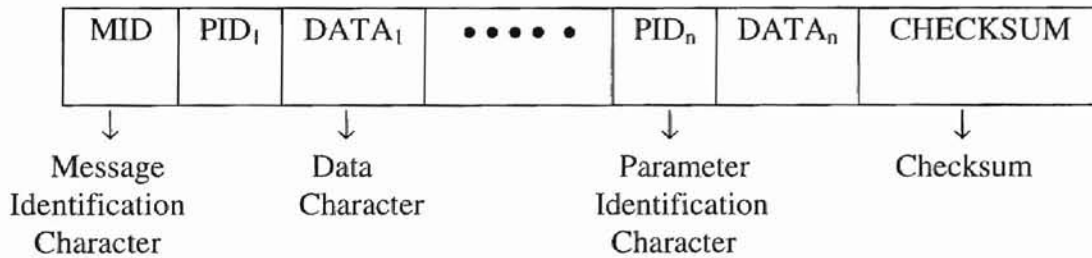 MID PID₁ DATA₁ ••••• PIDₙ DATAₙ CHECKSUM
↓ ↓ ↓ ↓
Message Data Parameter Checksum
Identification Character Identification
Character Character